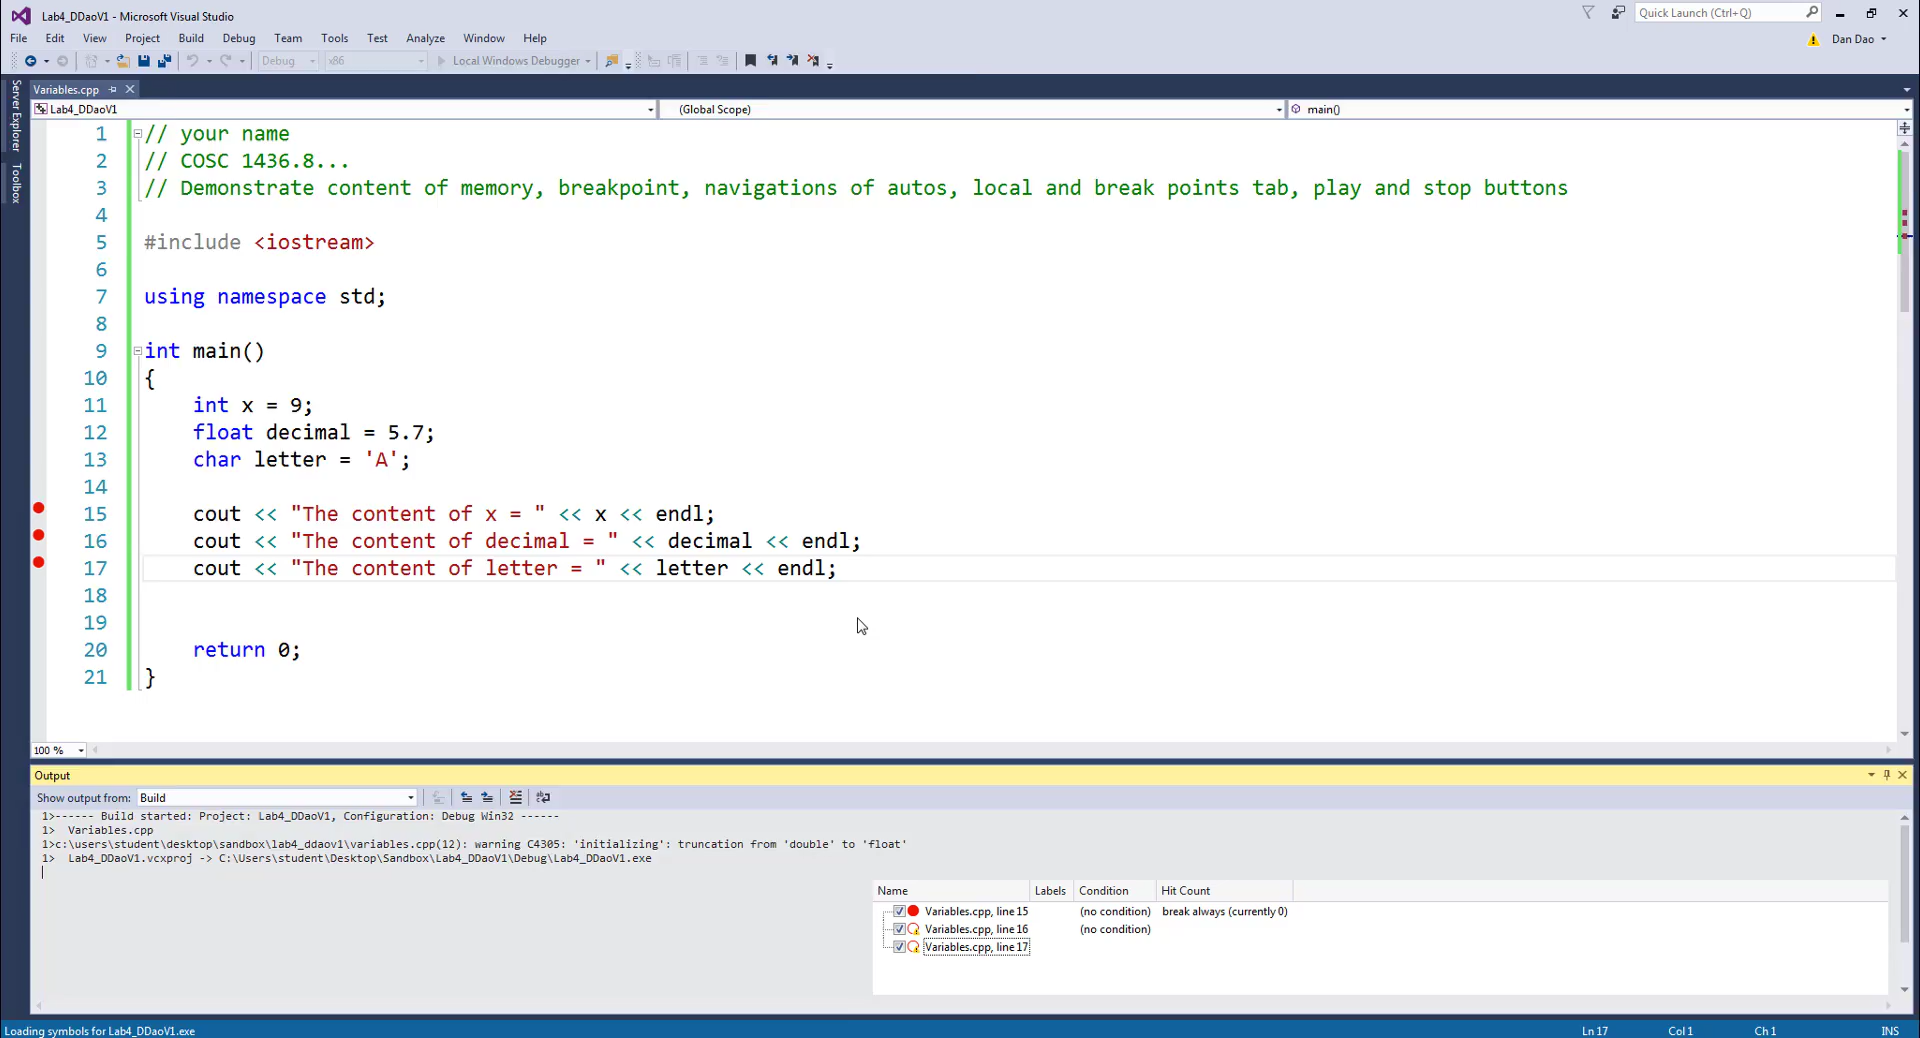 Lab4_DDaoV1 - Microsoft Visual Studio
Quick Launch (Ctrl+Q)
File Edit View Project Build Debug Team Tools Test Analyze Window Help
Dan Dao
Debug x86 Local Windows Debugger
Server Explorer
Toolbox
Variables.cpp
Lab4_DDaoV1 (Global Scope) main()
1 // your name
2 // COSC 1436.8...
3 // Demonstrate content of memory, breakpoint, navigations of autos, local and break points tab, play and stop buttons
4
5 #include <iostream>
6
7 using namespace std;
8
9 int main()
10 {
11 int x = 9;
12 float decimal = 5.7;
13 char letter = 'A';
14
15 cout << "The content of x = " << x << endl;
16 cout << "The content of decimal = " << decimal << endl;
17 cout << "The content of letter = " << letter << endl;
18
19
20 return 0;
21 }
100 %
Output
Show output from: Build
1>------ Build started: Project: Lab4_DDaoV1, Configuration: Debug Win32 ------
1> Variables.cpp
1>c:\users\student\desktop\sandbox\lab4_ddaov1\variables.cpp(12): warning C4305: 'initializing': truncation from 'double' to 'float'
1> Lab4_DDaoV1.vcxproj -> C:\Users\student\Desktop\Sandbox\Lab4_DDaoV1\Debug\Lab4_DDaoV1.exe
Name Labels Condition Hit Count
Variables.cpp, line 15 (no condition) break always (currently 0)
Variables.cpp, line 16 (no condition)
Variables.cpp, line 17
Loading symbols for Lab4_DDaoV1.exe Ln 17 Col 1 Ch 1 INS